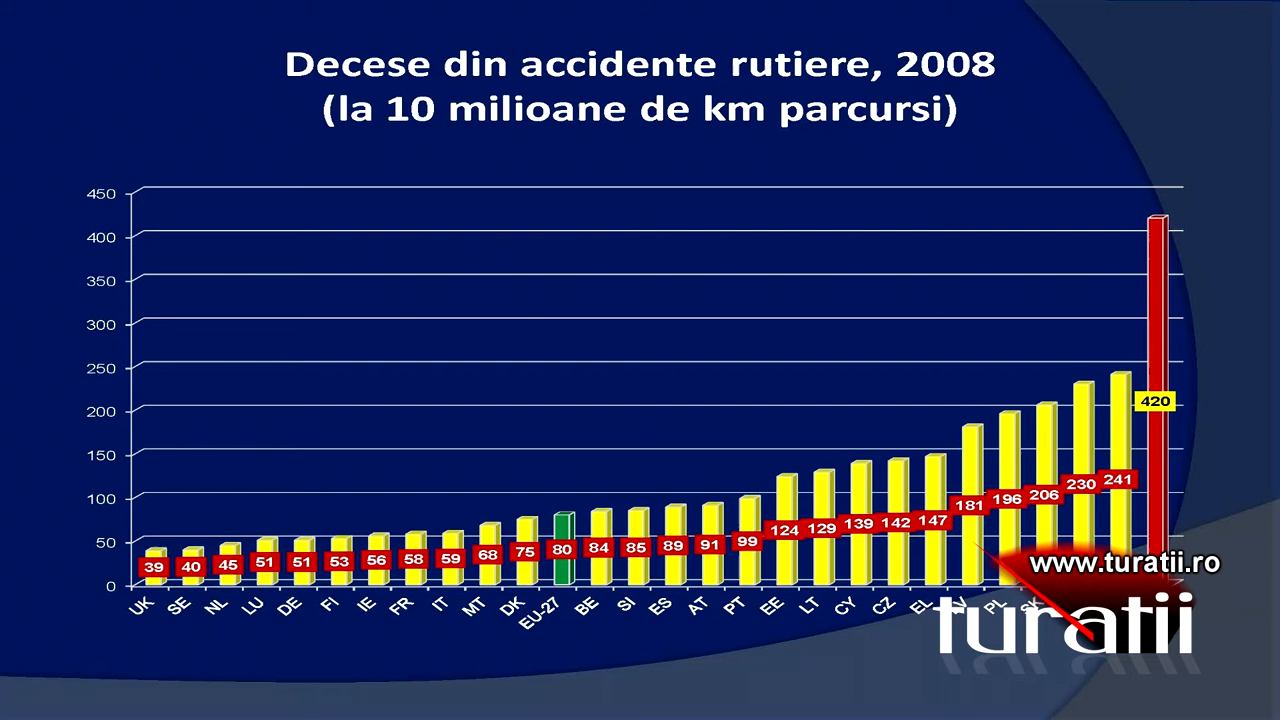 Decese din accidente rutiere, 2008
(la 10 milioane de km parcursi)
450
400
350
300
250
200
150
100
50
0
39 40 45 51 51 53 56 58 59 68 75 80 84 85 89 91 99 124 129 139 142 147 181 196 206 230 241 420
UK SE NL LU DE FI IE FR IT MT DK EU-27 BE SI ES AT PT EE LT CY CZ EL PL
www.turatii.ro
turatii